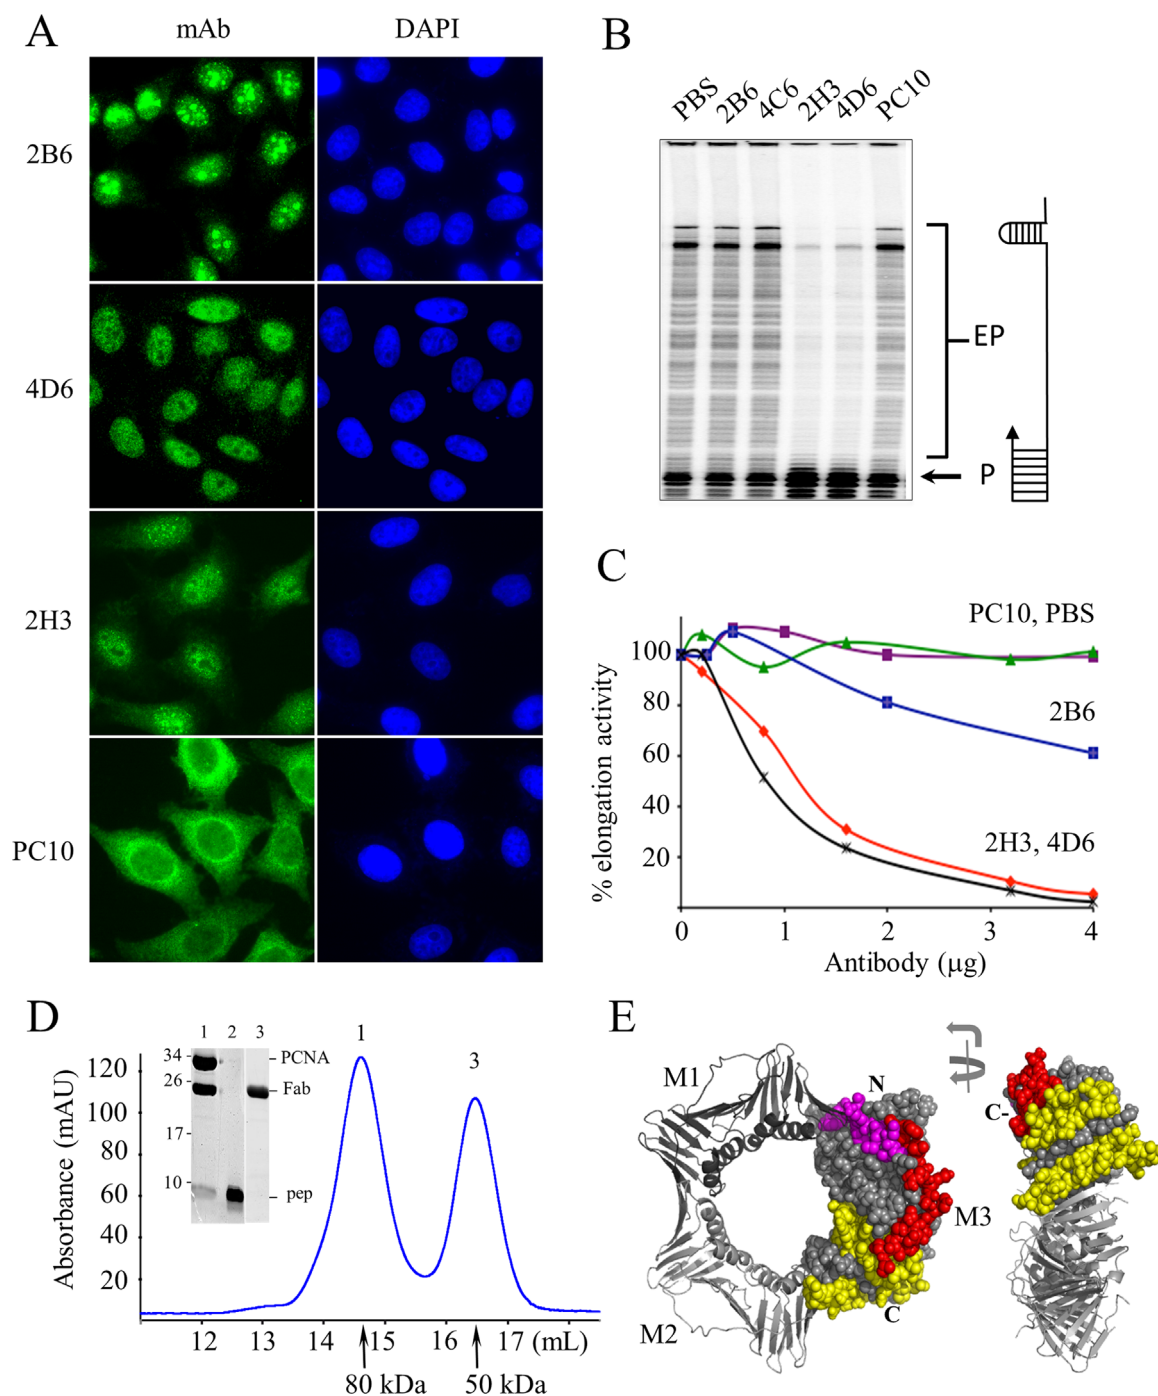 A
mAb
DAPI
2B6
4D6
2H3
PC10
B
PBS
2B6
4C6
2H3
4D6
PC10
EP
P
C
% elongation activity
100
80
60
40
20
0
1
2
3
4
Antibody (µg)
PC10, PBS
2B6
2H3, 4D6
D
Absorbance (mAU)
120
100
80
60
40
20
12
13
14
15
16
17 (mL)
80 kDa
50 kDa
1
3
1 2 3
34
26
17
10
PCNA
Fab
pep
E
M1
N
M3
M2
C
C-